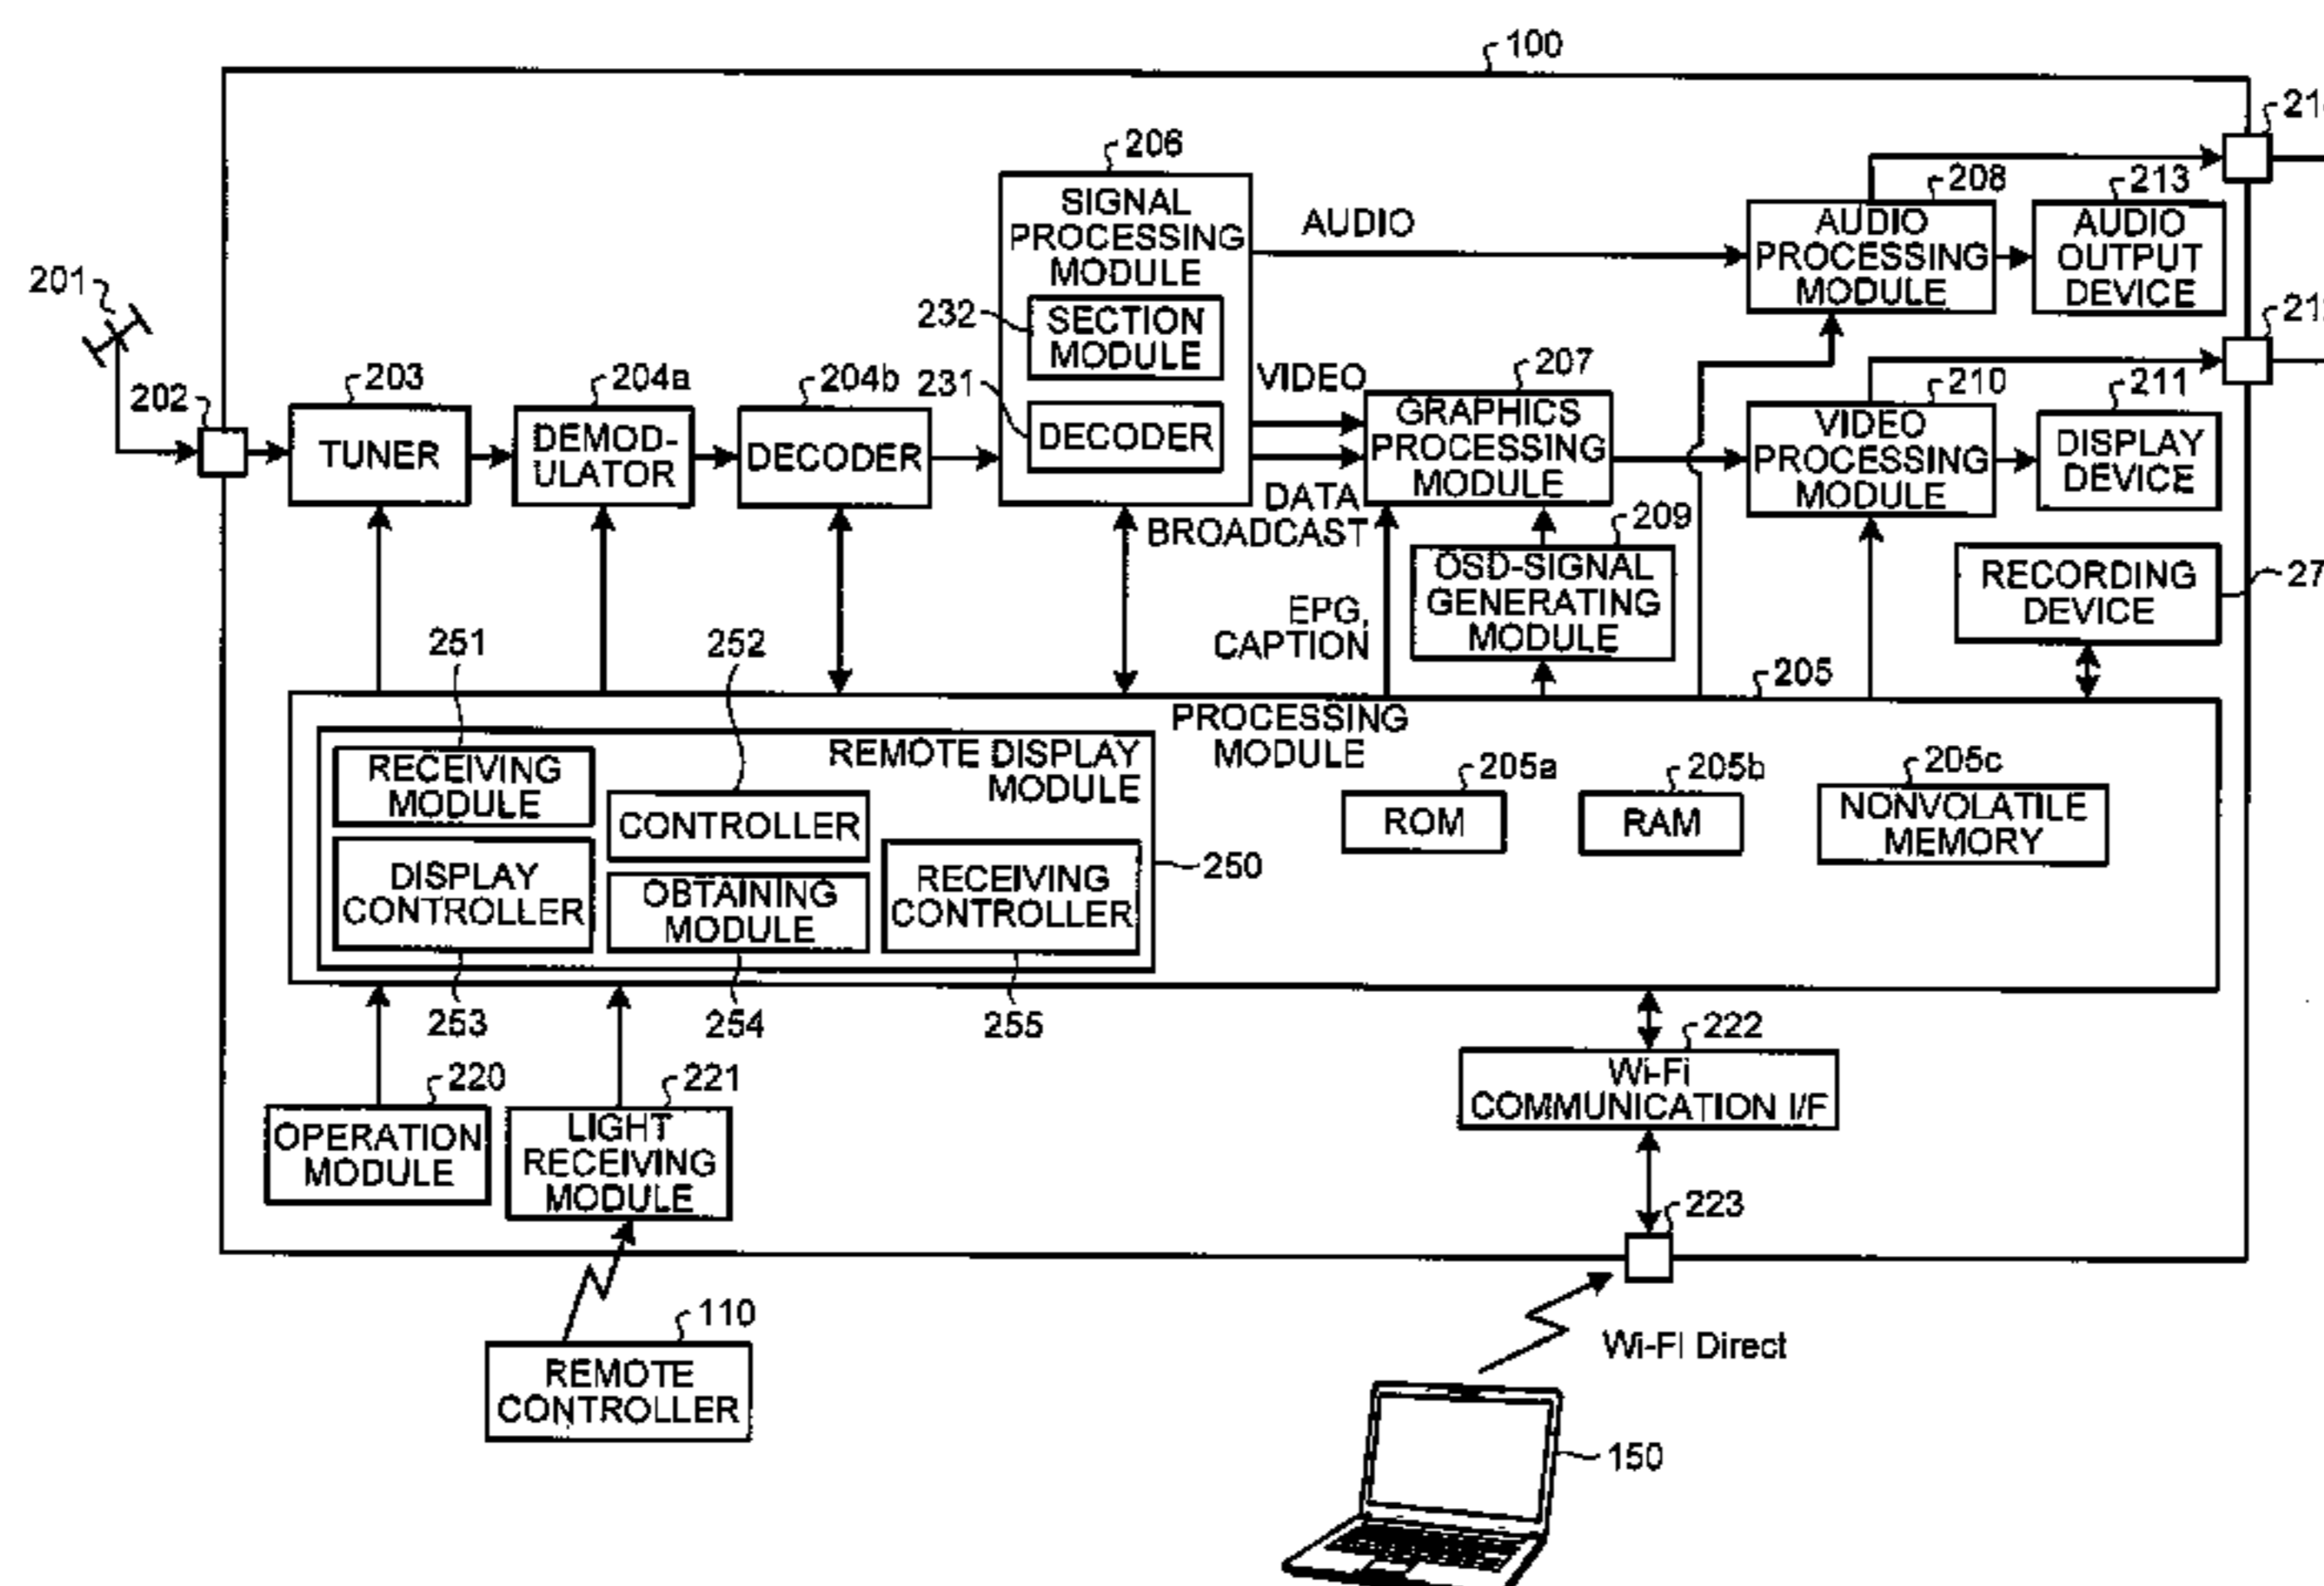 100
206
SIGNAL
PROCESSING
MODULE
232
SECTION
MODULE
231
DECODER
AUDIO
208
AUDIO
PROCESSING
MODULE
213
AUDIO
OUTPUT
DEVICE
201
202
203
TUNER
204a
DEMOD-
ULATOR
204b
DECODER
VIDEO
207
GRAPHICS
PROCESSING
MODULE
210
VIDEO
PROCESSING
MODULE
211
DISPLAY
DEVICE
DATA
BROADCAST
209
OSD-SIGNAL
GENERATING
MODULE
RECORDING
DEVICE
EPG,
CAPTION
205
PROCESSING
MODULE
251
252
REMOTE DISPLAY
MODULE
RECEIVING
MODULE
CONTROLLER
DISPLAY
CONTROLLER
OBTAINING
MODULE
RECEIVING
CONTROLLER
250
205a
ROM
205b
RAM
205c
NONVOLATILE
MEMORY
253
254
255
220
OPERATION
MODULE
221
LIGHT
RECEIVING
MODULE
222
Wi-Fi
COMMUNICATION I/F
223
110
REMOTE
CONTROLLER
Wi-Fi Direct
150